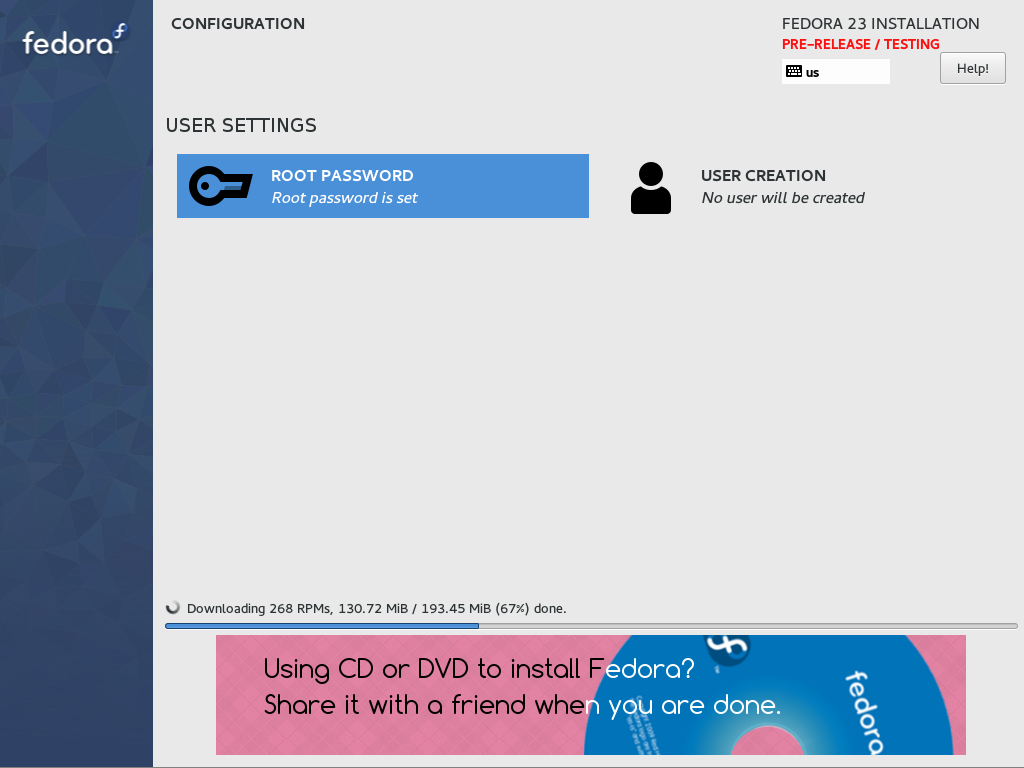 fedora
CONFIGURATION
FEDORA 23 INSTALLATION
PRE-RELEASE / TESTING
us
Help!
USER SETTINGS
ROOT PASSWORD
Root password is set
USER CREATION
No user will be created
Downloading 268 RPMs, 130.72 MiB / 193.45 MiB (67%) done.
Using CD or DVD to install Fedora?
Share it with a friend when you are done.
fedora